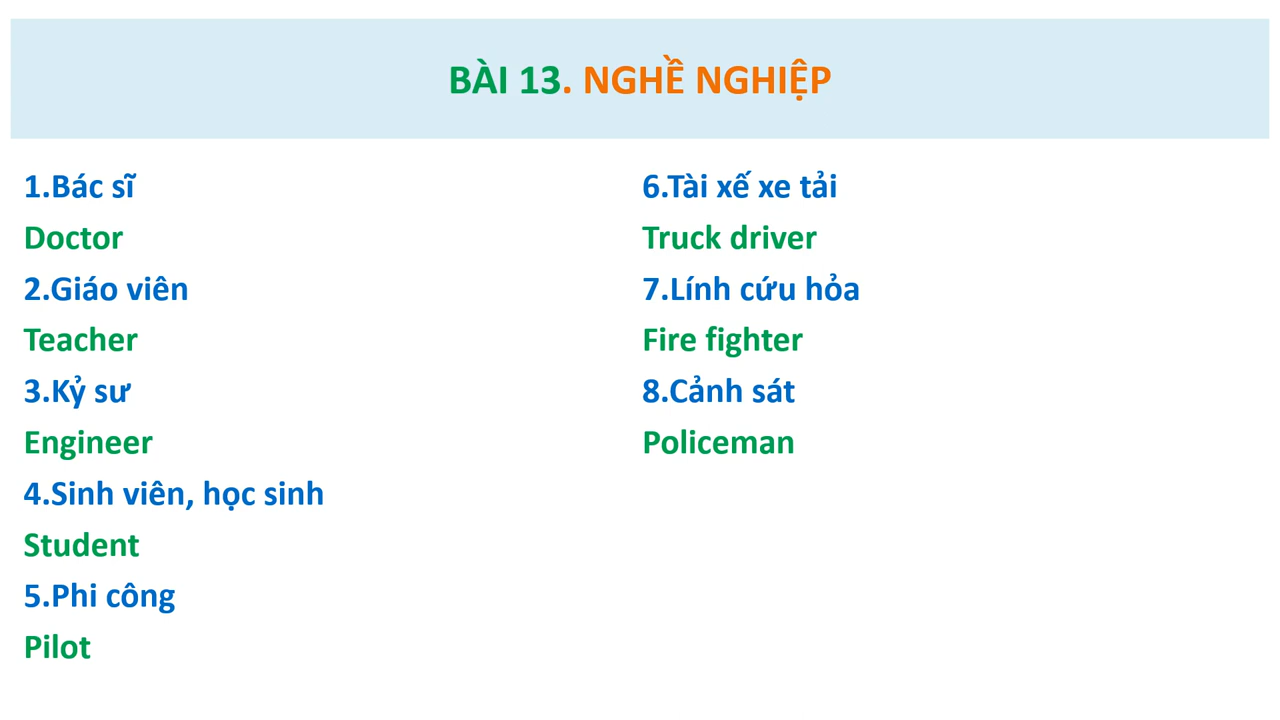 BÀI 13. NGHỀ NGHIỆP
1.Bác sĩ
Doctor
2.Giáo viên
Teacher
3.Kỷ sư
Engineer
4.Sinh viên, học sinh
Student
5.Phi công
Pilot
6.Tài xế xe tải
Truck driver
7.Lính cứu hỏa
Fire fighter
8.Cảnh sát
Policeman